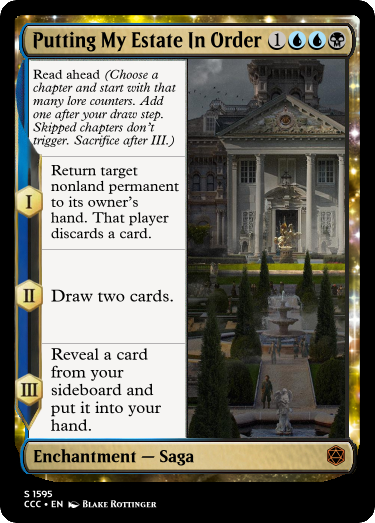 Putting My Estate In Order 1
Read ahead (Choose a
chapter and start with that
many lore counters. Add
one after your draw step.
Skipped chapters don't
trigger. Sacrifice after III.)
I
Return target
nonland permanent
to its owner's
hand. That player
discards a card.
II
Draw two cards.
III
Reveal a card
from your
sideboard and
put it into your
hand.
Enchantment — Saga
S 1595
CCC • EN Blake Rottinger